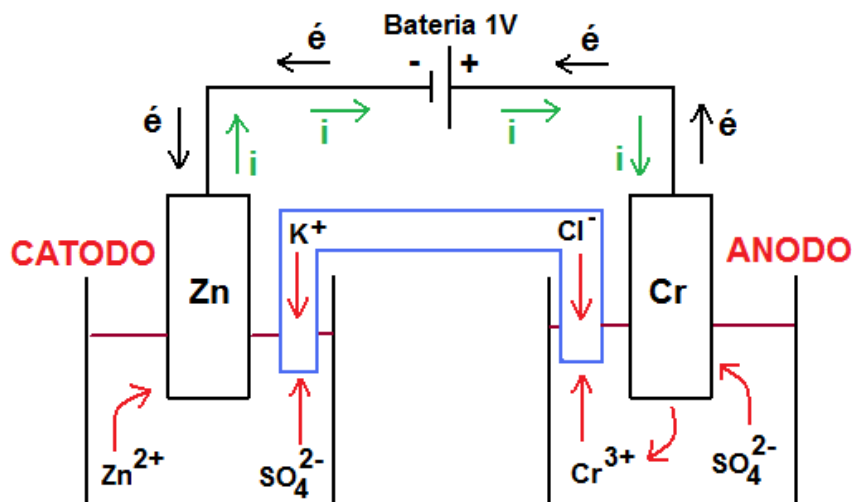 Bateria 1V
é
- +
é
é
i
i
i
i
é
K⁺
Cl⁻
CATODO
ANODO
Zn
Cr
Zn²⁺
SO₄²⁻
Cr³⁺
SO₄²⁻